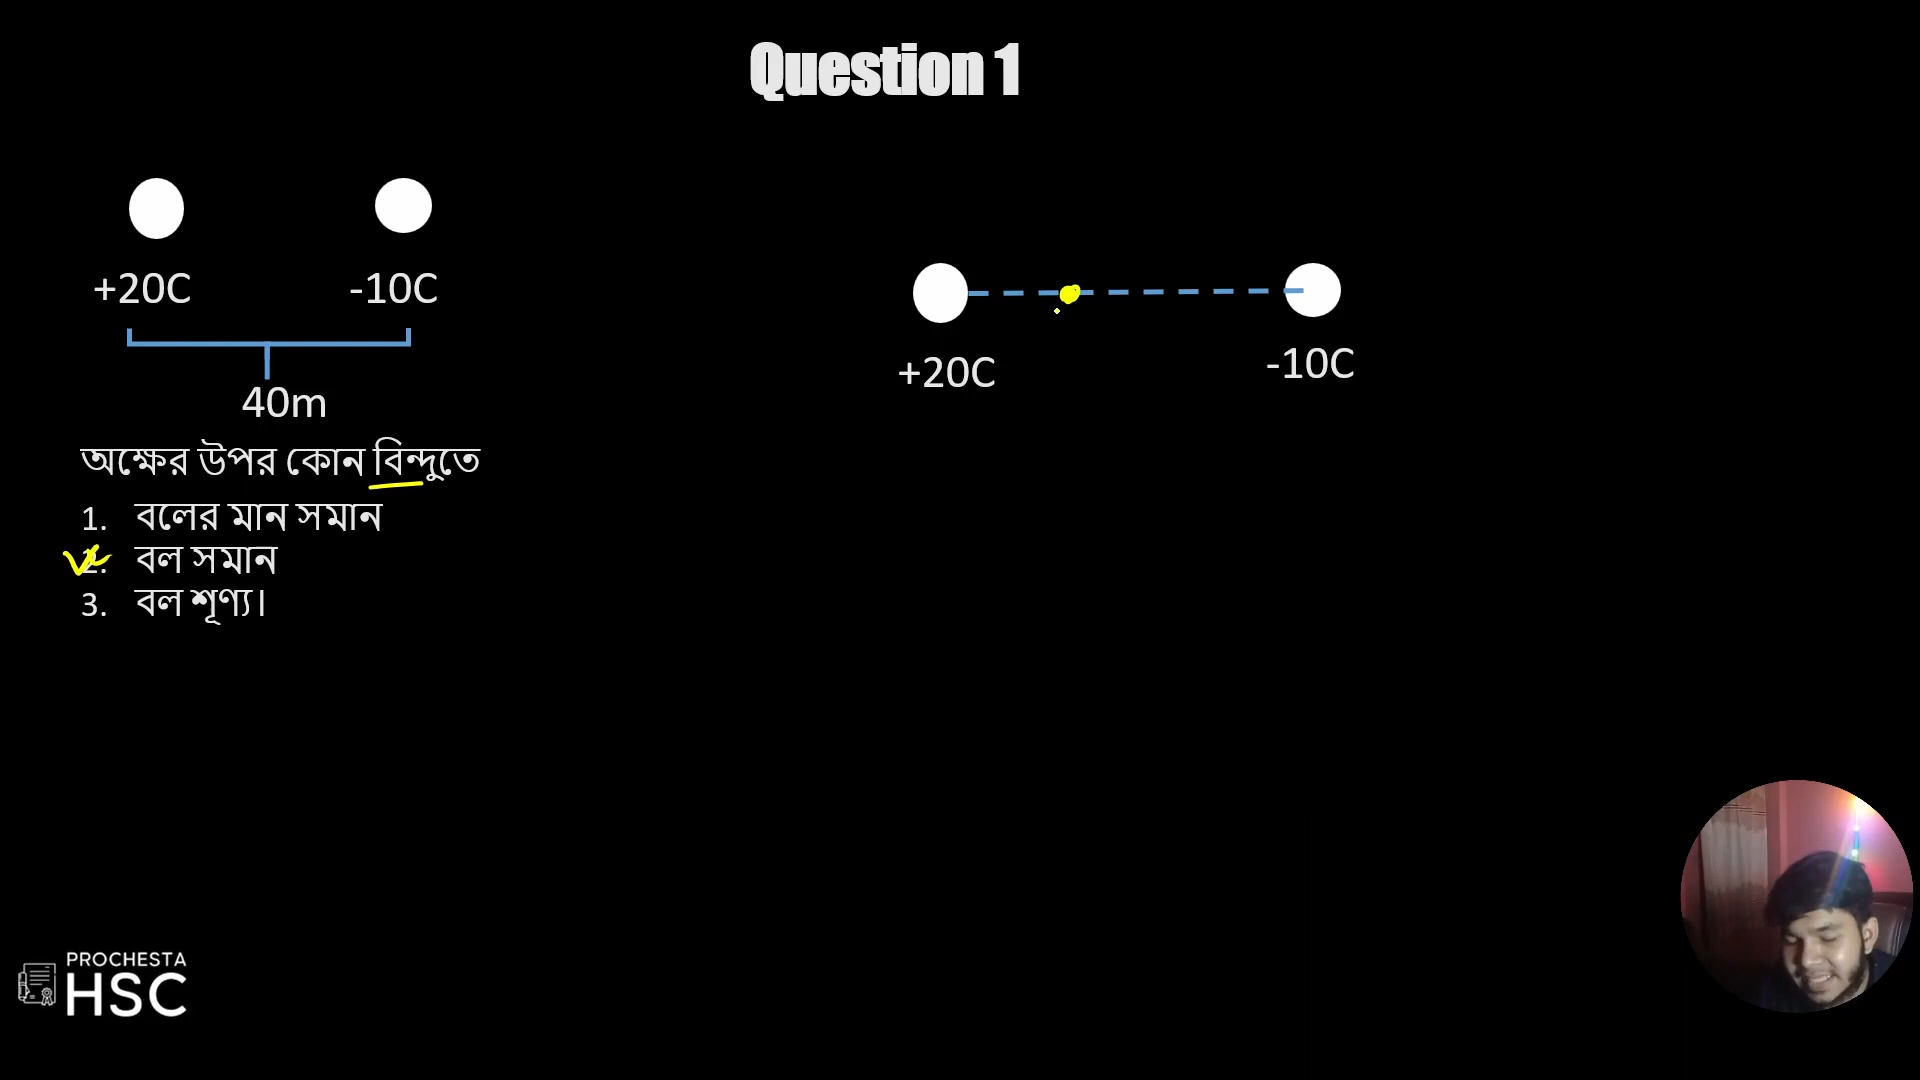 Question 1
+20C
-10C
40m
+20C
-10C
অক্ষের উপর কোন বিন্দুতে
1. বলের মান সমান
2. বল সমান
3. বল শূণ্য।
PROCHESTA
HSC